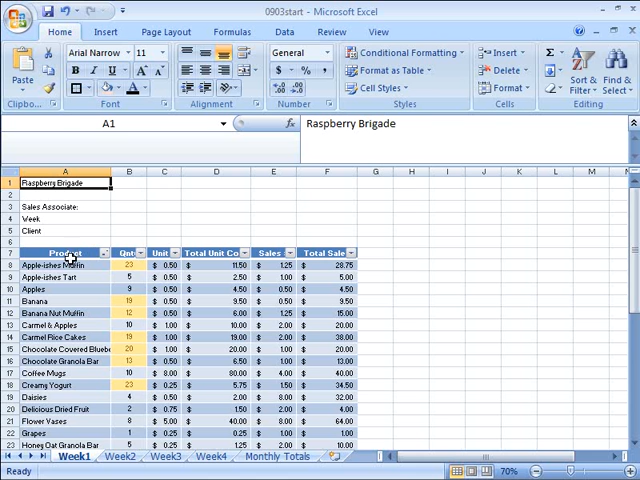 0903start - Microsoft Excel
Home Insert Page Layout Formulas Data Review View
Paste
Arial Narrow 11
B I U A A
General
$ % ,
Conditional Formatting
Format as Table
Cell Styles
Insert
Delete
Format
Σ
Sort & Filter
Find & Select
Clipboa... Font Alignment Number Styles Cells Editing
A1 fx Raspberry Brigade
A B C D E F G H I J K L M N
1 Raspberry Brigade
2
3 Sales Associate:
4 Week
5 Client
6
7 Product Qnt Unit Total Unit Co Sales Total Sale
8 Apple-ishes Muffin 23 $ 0.50 $ 11.50 $ 1.25 $ 28.75
9 Apple-ishes Tart 5 $ 0.50 $ 2.50 $ 1.00 $ 5.00
10 Apples 9 $ 0.50 $ 4.50 $ 0.50 $ 4.50
11 Banana 19 $ 0.50 $ 9.50 $ 0.50 $ 9.50
12 Banana Nut Muffin 12 $ 0.50 $ 6.00 $ 1.25 $ 15.00
13 Carmel & Apples 10 $ 1.00 $ 10.00 $ 2.00 $ 20.00
14 Carmel Rice Cakes 19 $ 1.00 $ 19.00 $ 2.00 $ 38.00
15 Chocolate Covered Bluebe 20 $ 1.00 $ 20.00 $ 1.00 $ 20.00
16 Chocolate Granola Bar 13 $ 0.50 $ 6.50 $ 1.00 $ 13.00
17 Coffee Mugs 10 $ 8.00 $ 80.00 $ 4.00 $ 40.00
18 Creamy Yogurt 23 $ 0.25 $ 5.75 $ 1.50 $ 34.50
19 Daisies 4 $ 0.50 $ 2.00 $ 8.00 $ 32.00
20 Delicious Dried Fruit 2 $ 0.75 $ 1.50 $ 2.00 $ 4.00
21 Flower Vases 8 $ 5.00 $ 40.00 $ 8.00 $ 64.00
22 Grapes 1 $ 0.25 $ 0.25 $ 1.00 $ 1.00
23 Honey Oat Granola Bar 5 $ 0.25 $ 1.25 $ 2.00 $ 10.00
Week1 Week2 Week3 Week4 Monthly Totals
Ready 70%